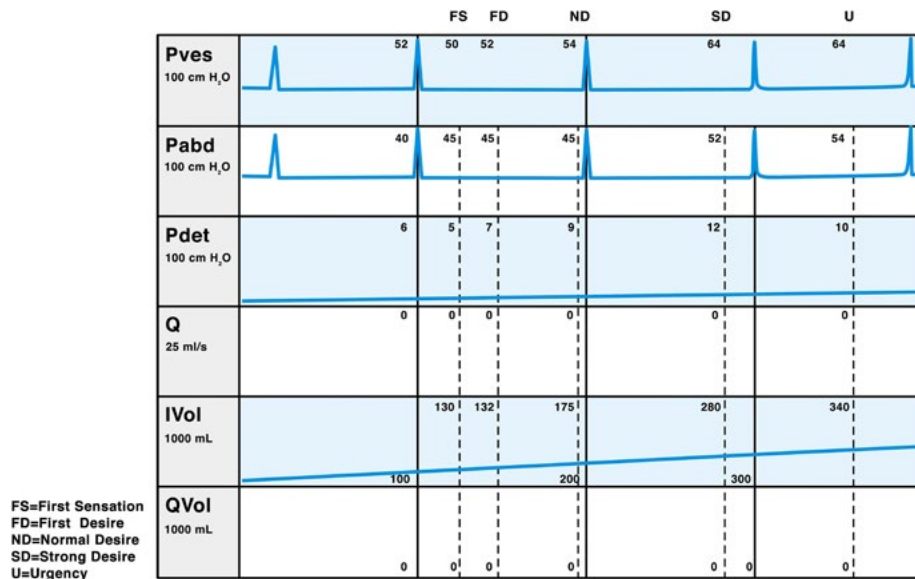 FS FD ND SD U
Pves 52 50 52 54 64 64
100 cm H₂O
Pabd 40 45 45 45 52 54
100 cm H₂O
Pdet 6 5 7 9 12 10
100 cm H₂O
Q 0 0 0 0 0 0
25 ml/s
IVol 130 132 175 280 340
1000 mL
100 200 300
QVol
1000 mL
FS=First Sensation
FD=First Desire
ND=Normal Desire
SD=Strong Desire
U=Urgency
0 0 0 0 0 0 0